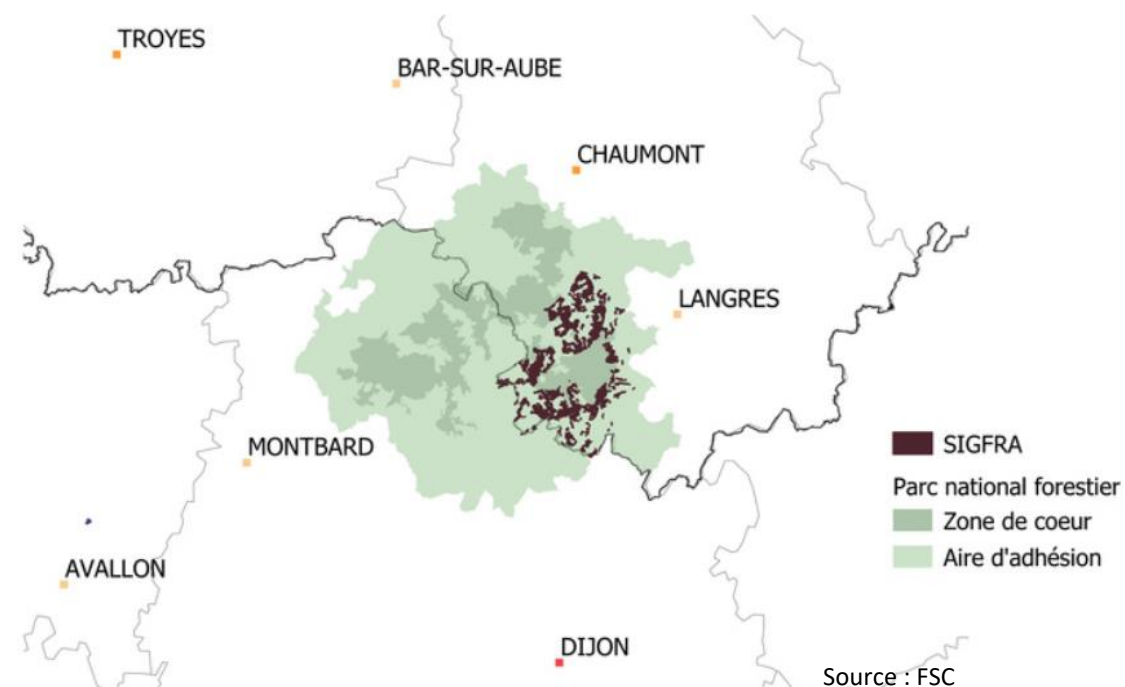 TROYES
BAR-SUR-AUBE
CHAUMONT
LANGRES
MONTBARD
AVALLON
DIJON
SIGFRA
Parc national forestier
Zone de coeur
Aire d'adhésion
Source : FSC